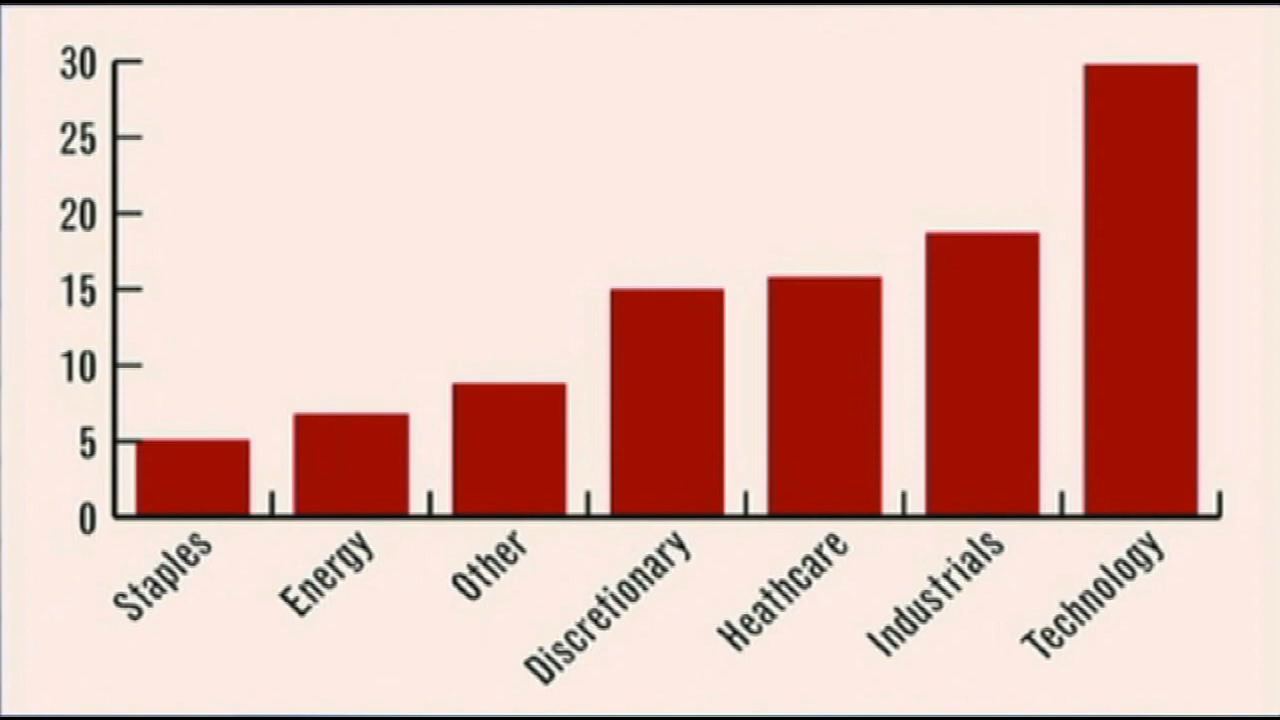 30
25
20
15
10
5
0
Staples
Energy
Other
Discretionary
Heathcare
Industrials
Technology